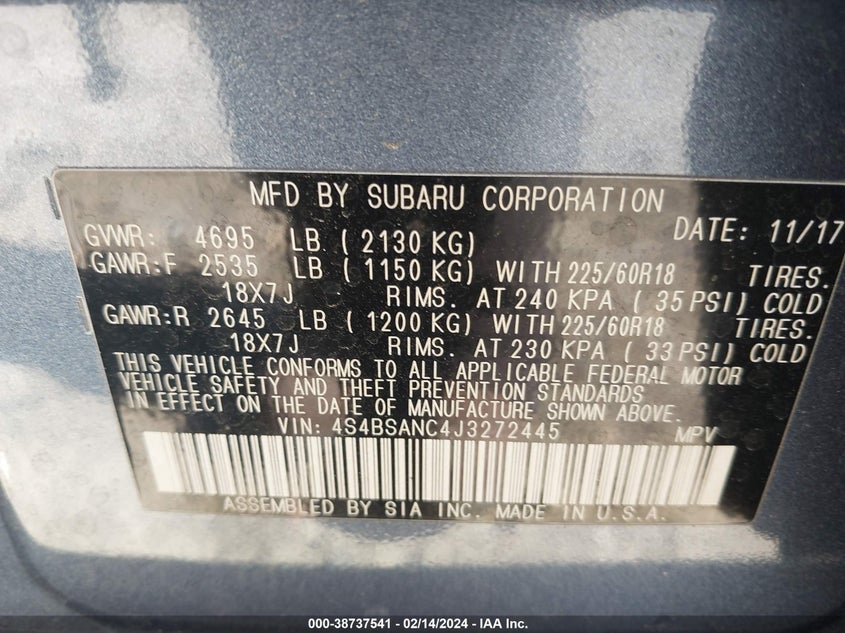 MFD BY SUBARU CORPORATION
DATE: 11/17
GVWR: 4695 LB. ( 2130 KG)
GAWR:F 2535 LB ( 1150 KG) WITH 225/60R18 TIRES.
18X7J RIMS. AT 240 KPA ( 35 PSI) COLD
GAWR:R 2645 LB ( 1200 KG) WITH 225/60R18 TIRES.
18X7J RIMS. AT 230 KPA ( 33 PSI) COLD
THIS VEHICLE CONFORMS TO ALL APPLICABLE FEDERAL MOTOR
VEHICLE SAFETY AND THEFT PREVENTION STANDARDS
IN EFFECT ON THE DATE OF MANUFACTURE SHOWN ABOVE.
VIN: 4S4BSANC4J3272445 MPV
ASSEMBLED BY SIA INC. MADE IN U.S.A.
000-38737541 - 02/14/2024 - IAA Inc.